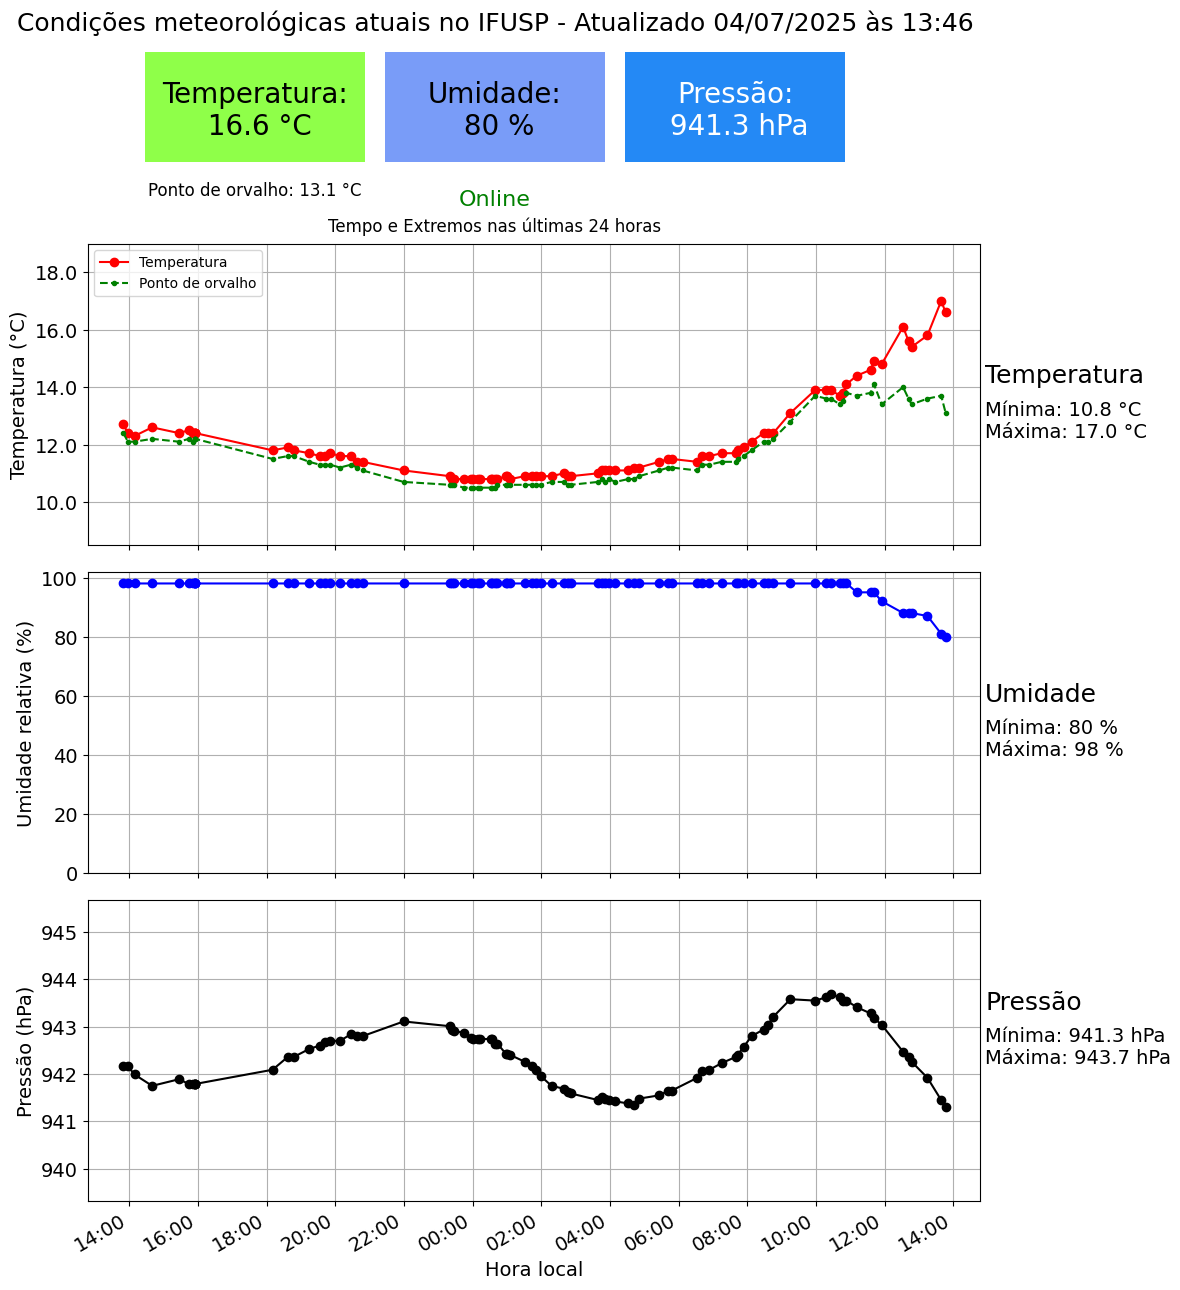 Condições meteorológicas atuais no IFUSP - Atualizado 04/07/2025 às 13:46
Temperatura:
16.6 °C
Umidade:
80 %
Pressão:
941.3 hPa
Ponto de orvalho: 13.1 °C
Online
Tempo e Extremos nas últimas 24 horas
Temperatura
Ponto de orvalho
Temperatura (°C)
18.0
16.0
14.0
12.0
10.0
Temperatura
Mínima: 10.8 °C
Máxima: 17.0 °C
Umidade relativa (%)
100
80
60
40
20
0
Umidade
Mínima: 80 %
Máxima: 98 %
Pressão (hPa)
945
944
943
942
941
940
Pressão
Mínima: 941.3 hPa
Máxima: 943.7 hPa
14:00
16:00
18:00
20:00
22:00
00:00
02:00
04:00
06:00
08:00
10:00
12:00
14:00
Hora local